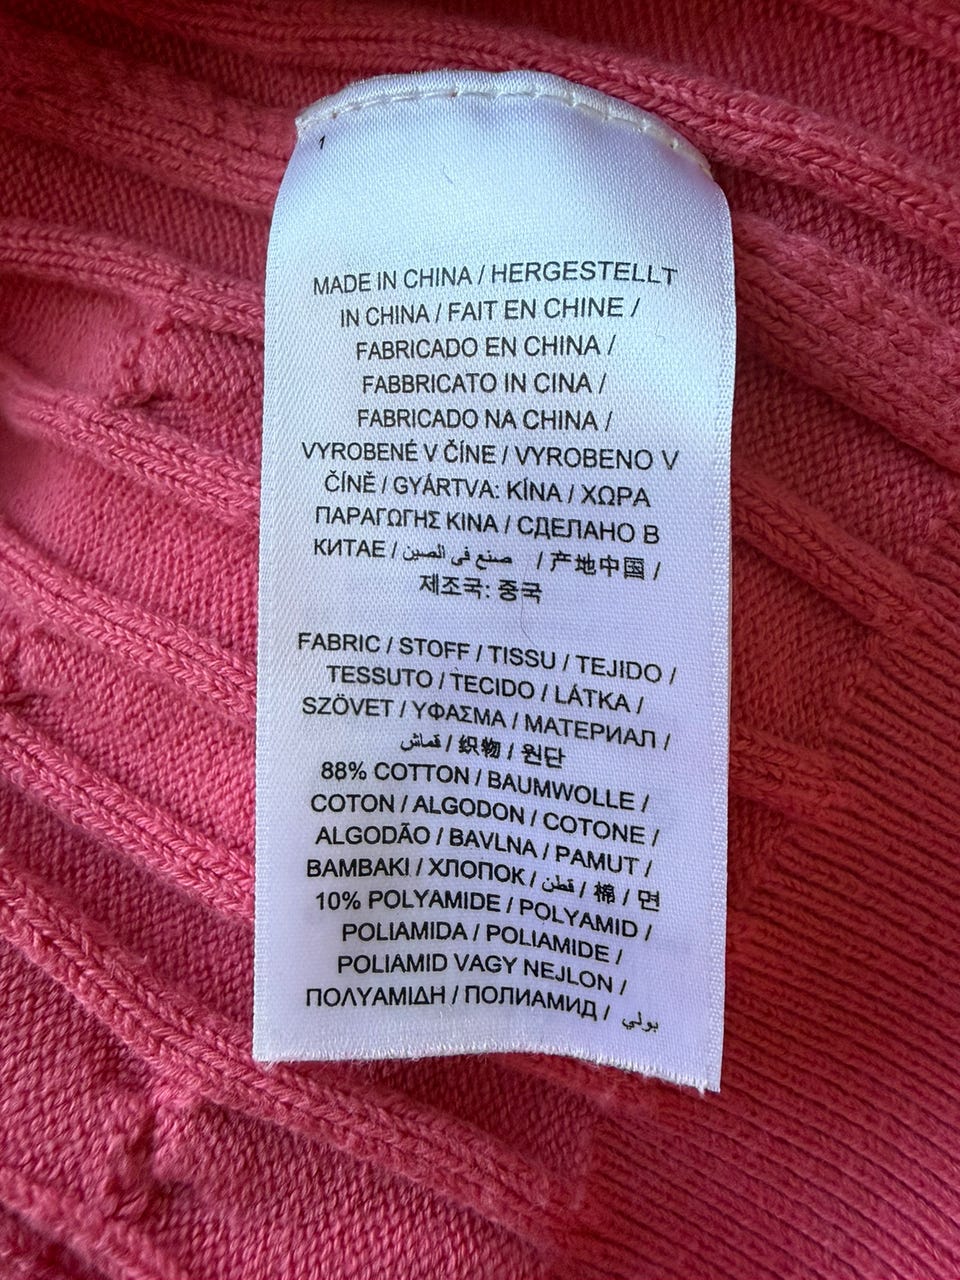 1
MADE IN CHINA / HERGESTELLT
IN CHINA / FAIT EN CHINE /
FABRICADO EN CHINA /
FABBRICATO IN CINA /
FABRICADO NA CHINA /
VYROBENÉ V ČÍNE / VYROBENO V
ČÍNĚ / GYÁRTVA: KÍNA / ΧΩΡΑ
ΠΑΡΑΓΩΓΗΣ ΚΙΝΑ / СДЕЛАНО В
КИТАЕ / صنع في الصين / 产地中国 /
제조국: 중국
FABRIC / STOFF / TISSU / TEJIDO /
TESSUTO / TECIDO / LÁTKA /
SZÖVET / ΥΦΑΣΜΑ / МАТЕРИАЛ /
قماش / 织物 / 원단
88% COTTON / BAUMWOLLE /
COTON / ALGODON / COTONE /
ALGODÃO / BAVLNA / PAMUT /
ΒΑΜΒΑΚΙ / ХЛОПОК / قطن / 棉 / 면
10% POLYAMIDE / POLYAMID /
POLIAMIDA / POLIAMIDE /
POLIAMID VAGY NEJLON /
ΠΟΛΥΑΜΙΔΗ / ПОЛИАМИД / بولي